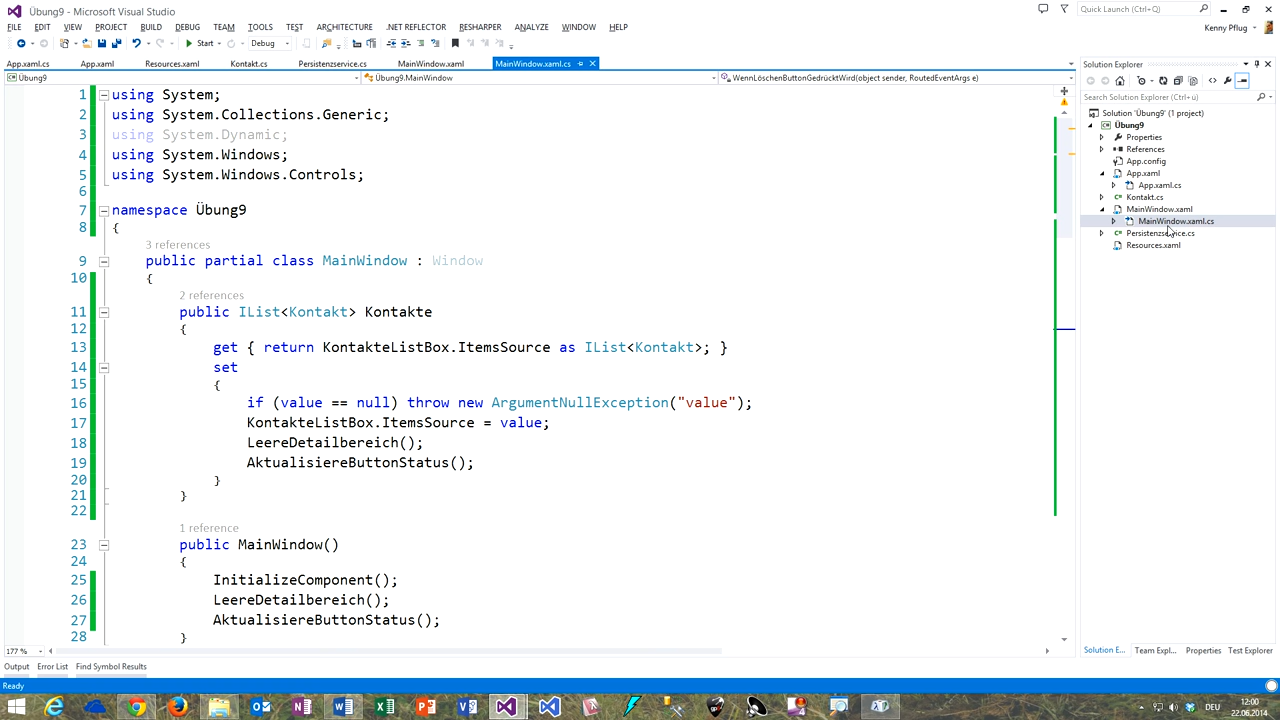 Übung9 - Microsoft Visual Studio
Quick Launch (Ctrl+Q)
FILE EDIT VIEW PROJECT BUILD DEBUG TEAM TOOLS TEST ARCHITECTURE .NET REFLECTOR RESHARPER ANALYZE WINDOW HELP
Kenny Pflug
Start Debug
App.xaml.cs App.xaml Resources.xaml Kontakt.cs Persistenzservice.cs MainWindow.xaml MainWindow.xaml.cs
Übung9 Übung9.MainWindow WennLöschenButtonGedrücktWird(object sender, RoutedEventArgs e)
1 using System;
2 using System.Collections.Generic;
3 using System.Dynamic;
4 using System.Windows;
5 using System.Windows.Controls;
6
7 namespace Übung9
8 {
3 references
9 public partial class MainWindow : Window
10 {
2 references
11 public IList<Kontakt> Kontakte
12 {
13 get { return KontakteListBox.ItemsSource as IList<Kontakt>; }
14 set
15 {
16 if (value == null) throw new ArgumentNullException("value");
17 KontakteListBox.ItemsSource = value;
18 LeereDetailbereich();
19 AktualisiereButtonStatus();
20 }
21 }
22
1 reference
23 public MainWindow()
24 {
25 InitializeComponent();
26 LeereDetailbereich();
27 AktualisiereButtonStatus();
28 }
177 %
Solution Explorer
Search Solution Explorer (Ctrl+ü)
Solution 'Übung9' (1 project)
Übung9
Properties
References
App.config
App.xaml
App.xaml.cs
Kontakt.cs
MainWindow.xaml
MainWindow.xaml.cs
Persistenzservice.cs
Resources.xaml
Solution E... Team Expl... Properties Test Explorer
Output Error List Find Symbol Results
Ready
DEU
12:00
22.06.2014